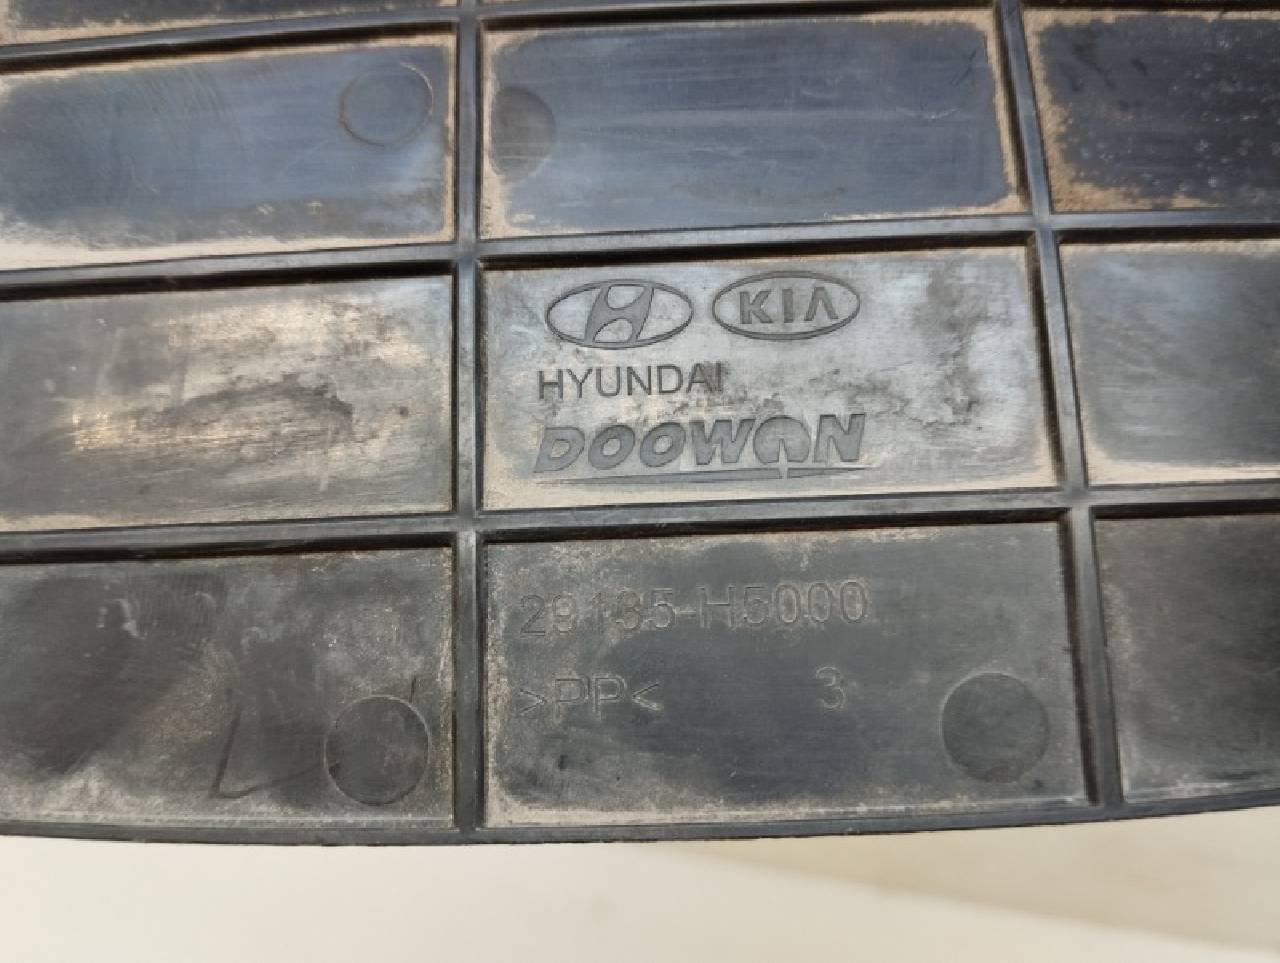 KIA
HYUNDAI
DOOWON
29135-H5000
>PP< 3